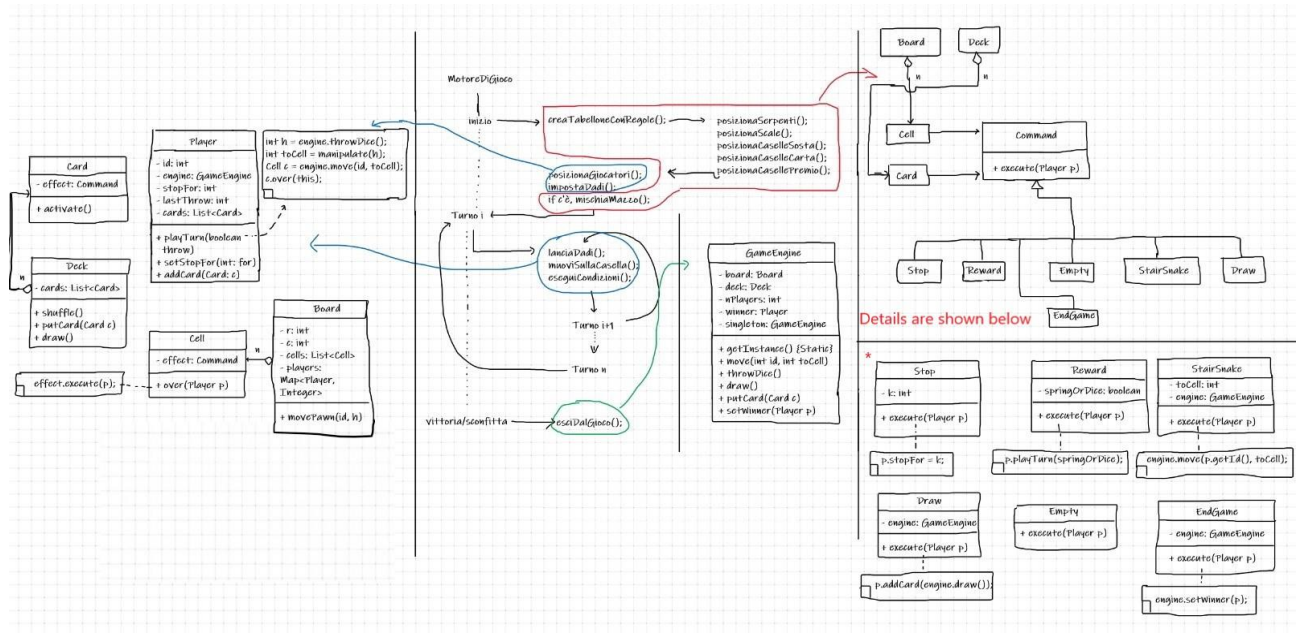 Card
- effect: Command
+ activate()
Deck
- cards: List<Card>
+ shuffle()
+ putCard(Card c)
+ draw()
n
Player
- id: int
- engine: GameEngine
- stopFor: int
- lastThrow: int
- cards: List<Card>
+ playTurn(boolean
throw)
+ setStopFor(int: for)
+ addCard(Card: c)
int h = engine.throwDice();
int toCell = manipulate(h);
Cell c = engine.move(id, toCell);
c.over(this);
Cell
- effect: Command
+ over(Player p)
effect.execute(p);
n
Board
- r: int
- c: int
- cells: List<Cell>
- players:
Map<Player,
Integer>
+ movePawn(id, h)
MotoreDiGioco
inizio
creaTabelloneConRegole();
posizionaSerpenti();
posizionaScale();
posizionaCaselleSosta();
posizionaCaselleCarta();
posizionaCasellePremio();
posizionaGiocatori();
impostaDadi();
if c'è, mischiaMazzo();
Turno i
lanciaDadi();
muoviSullaCasella();
eseguiCondizioni();
Turno i+1
Turno n
vittoria/sconfitta
esciDalGioco();
GameEngine
- board: Board
- deck: Deck
- nPlayers: int
- winner: Player
- singleton: GameEngine
+ getInstance() {Static}
+ move(int id, int toCell)
+ throwDice()
+ draw()
+ putCard(Card c)
+ setWinner(Player p)
Board
Deck
n
n
Cell
Card
Command
+ execute(Player p)
Stop
Reward
Empty
StairSnake
Draw
EndGame
Details are shown below
*
Stop
- k: int
+ execute(Player p)
p.stopFor = k;
Reward
- springOrDice: boolean
+ execute(Player p)
p.playTurn(springOrDice);
StairSnake
- toCell: int
- engine: GameEngine
+ execute(Player p)
engine.move(p.getId(), toCell);
Draw
- engine: GameEngine
+ execute(Player p)
p.addCard(engine.draw());
Empty
+ execute(Player p)
EndGame
- engine: GameEngine
+ execute(Player p)
engine.setWinner(p);